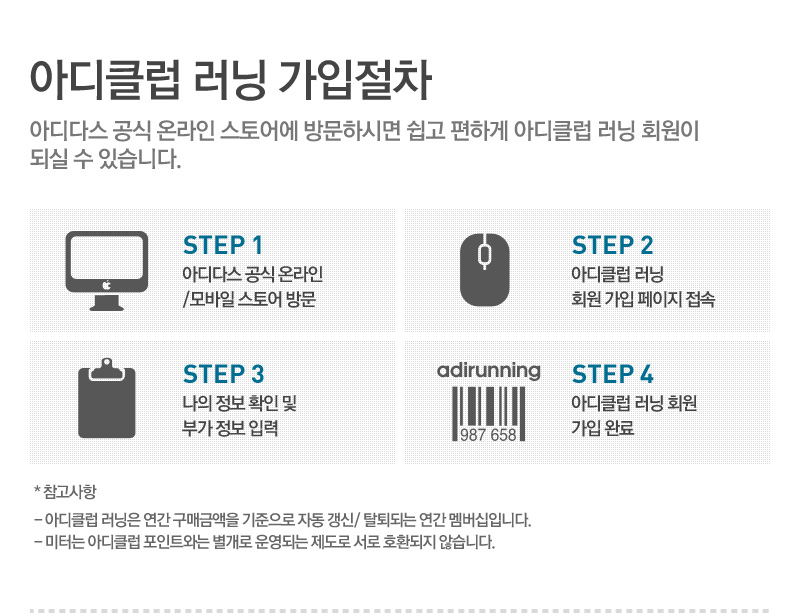 아디클럽 러닝 가입절차
아디다스 공식 온라인 스토어에 방문하시면 쉽고 편하게 아디클럽 러닝 회원이
되실 수 있습니다.
STEP 1
아디다스 공식 온라인
/모바일 스토어 방문
STEP 2
아디클럽 러닝
회원 가입 페이지 접속
STEP 3
나의 정보 확인 및
부가 정보 입력
adirunning
987 658
STEP 4
아디클럽 러닝 회원
가입 완료
* 참고사항
– 아디클럽 러닝은 연간 구매금액을 기준으로 자동 갱신/ 탈퇴되는 연간 멤버십입니다.
– 미터는 아디클럽 포인트와는 별개로 운영되는 제도로 서로 호환되지 않습니다.